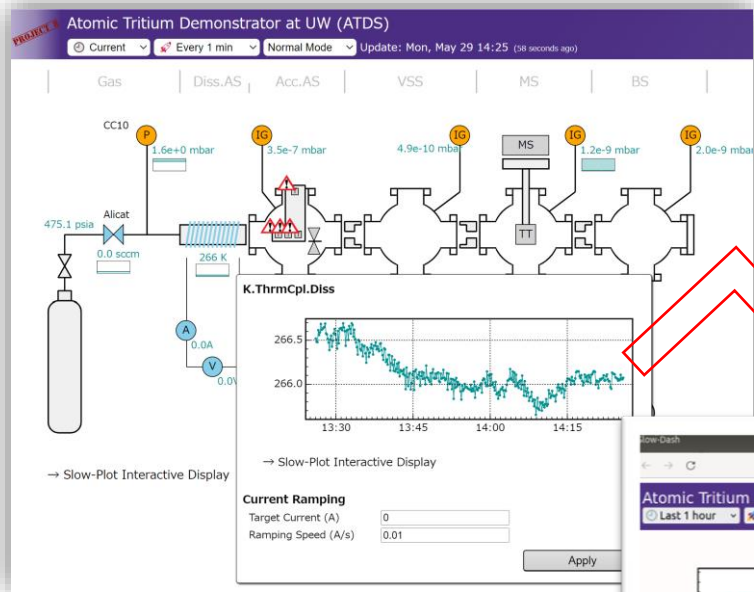 PROJECT 8
Atomic Tritium Demonstrator at UW (ATDS)
Current Every 1 min Normal Mode Update: Mon, May 29 14:25 (58 seconds ago)
Gas Diss.AS Acc.AS VSS MS BS
CC10
P IG IG MS IG IG
1.6e+0 mbar 3.5e-7 mbar 4.9e-10 mbar 1.2e-9 mbar 2.0e-9 mbar
475.1 psia Alicat
TT
0.0 sccm 266 K
A
0.0A
V
0.0V
K.ThrmCpl.Diss
266.5
266.0
13:30 13:45 14:00 14:15
→ Slow-Plot Interactive Display
→ Slow-Plot Interactive Display
Current Ramping
Target Current (A) 0
Ramping Speed (A/s) 0.01
Apply
Slow-Dash
Atomic Tritium
Last 1 hour